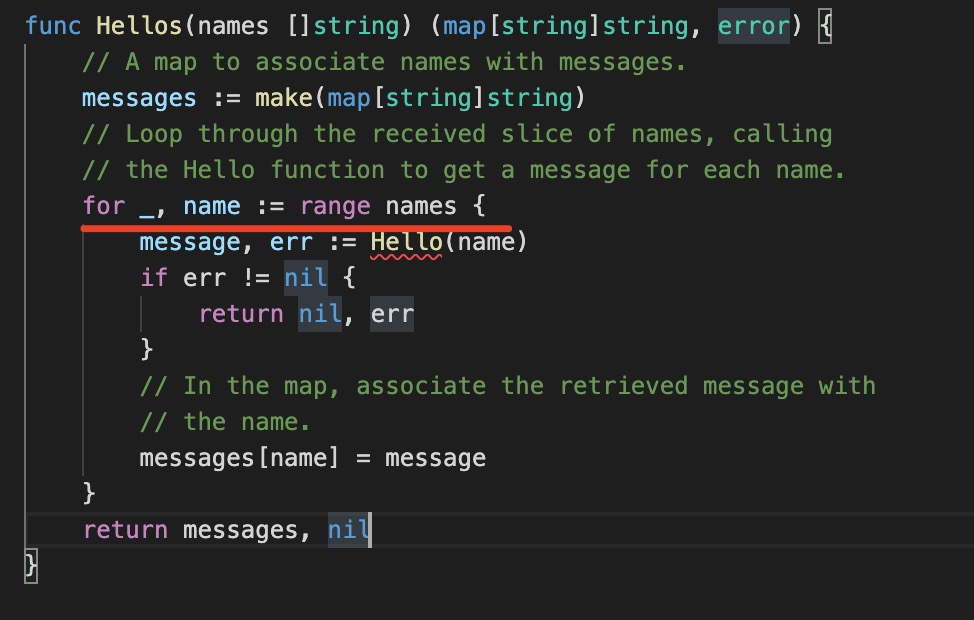 func Hellos(names []string) (map[string]string, error) {
    // A map to associate names with messages.
    messages := make(map[string]string)
    // Loop through the received slice of names, calling
    // the Hello function to get a message for each name.
    for _, name := range names {
        message, err := Hello(name)
        if err != nil {
            return nil, err
        }
        // In the map, associate the retrieved message with
        // the name.
        messages[name] = message
    }
    return messages, nil
}